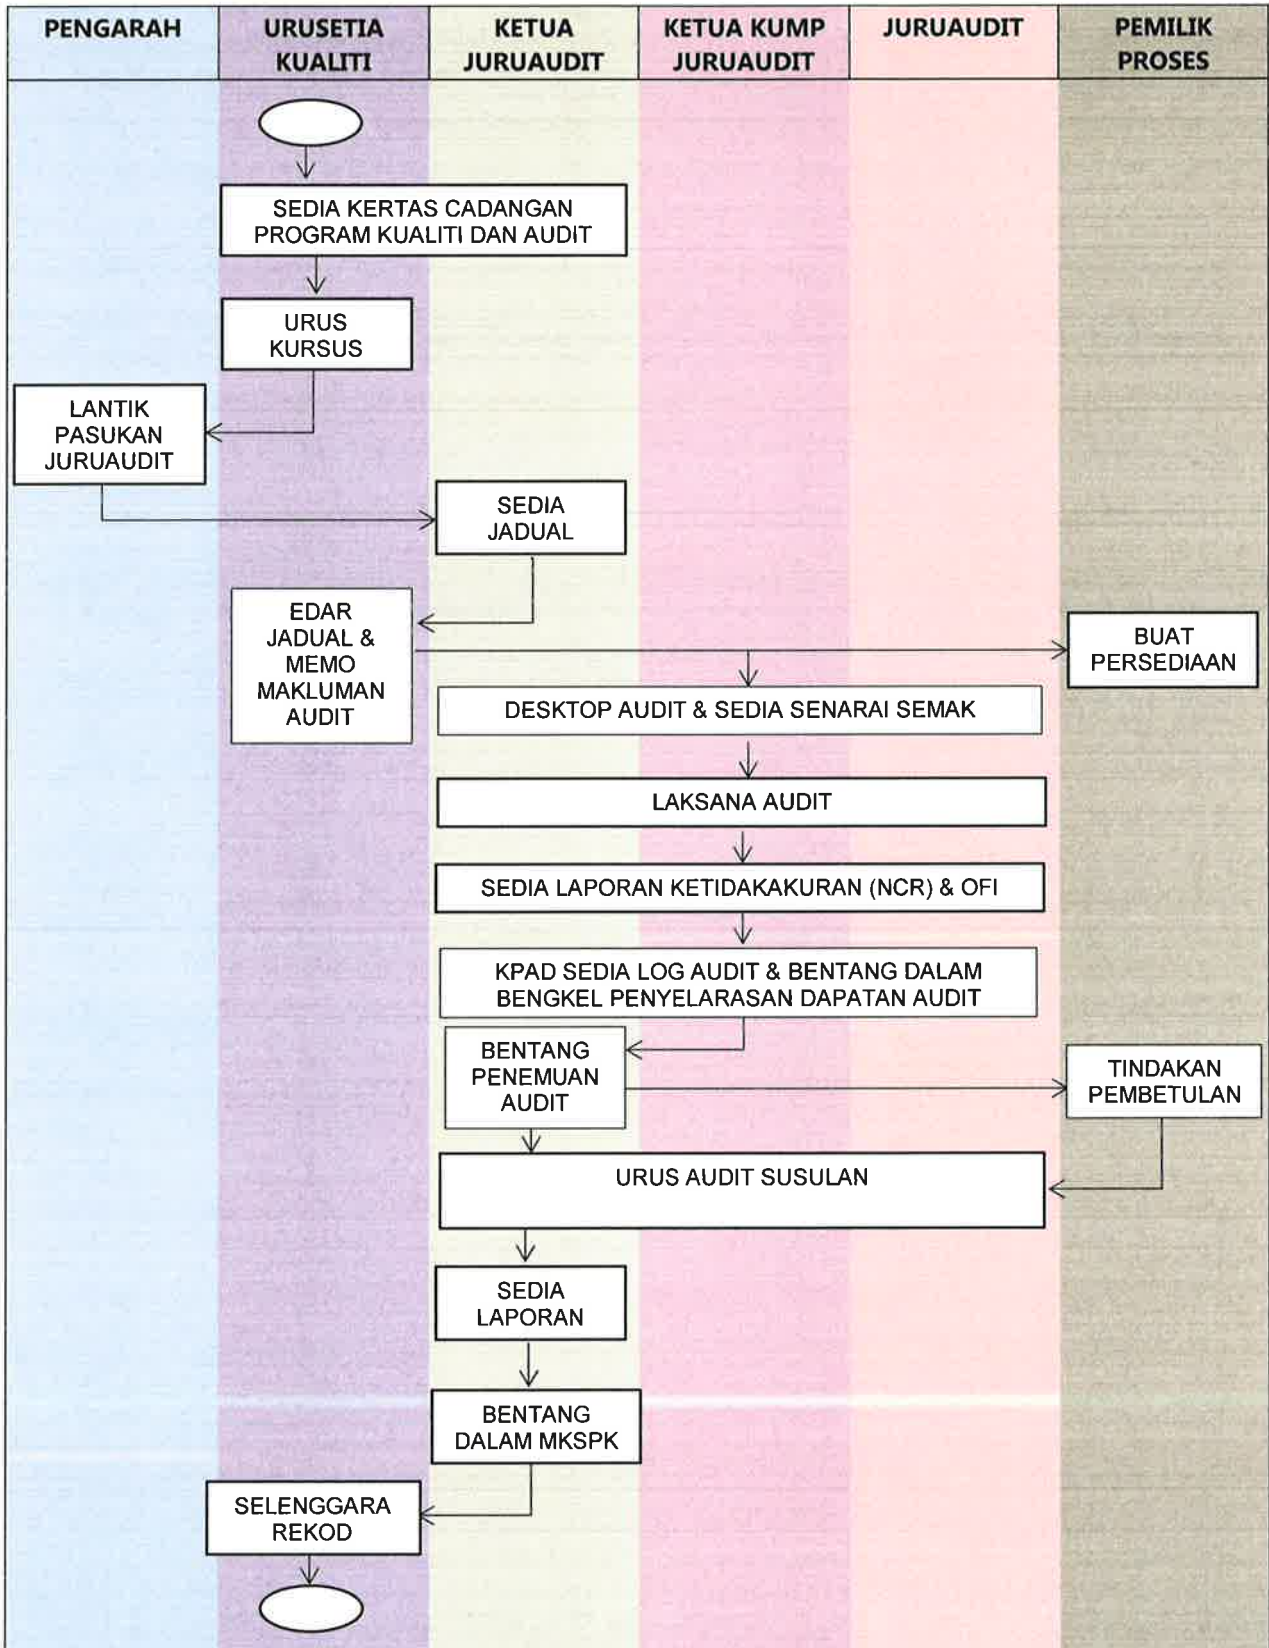 PENGARAH
URUSETIA
KUALITI
KETUA
JURUAUDIT
KETUA KUMP
JURUAUDIT
JURUAUDIT
PEMILIK
PROSES
SEDIA KERTAS CADANGAN
PROGRAM KUALITI DAN AUDIT
URUS
KURSUS
LANTIK
PASUKAN
JURUAUDIT
SEDIA
JADUAL
EDAR
JADUAL &
MEMO
MAKLUMAN
AUDIT
BUAT
PERSEDIAAN
DESKTOP AUDIT & SEDIA SENARAI SEMAK
LAKSANA AUDIT
SEDIA LAPORAN KETIDAKAKURAN (NCR) & OFI
KPAD SEDIA LOG AUDIT & BENTANG DALAM
BENGKEL PENYELARASAN DAPATAN AUDIT
BENTANG
PENEMUAN
AUDIT
TINDAKAN
PEMBETULAN
URUS AUDIT SUSULAN
SEDIA
LAPORAN
BENTANG
DALAM MKSPK
SELENGGARA
REKOD